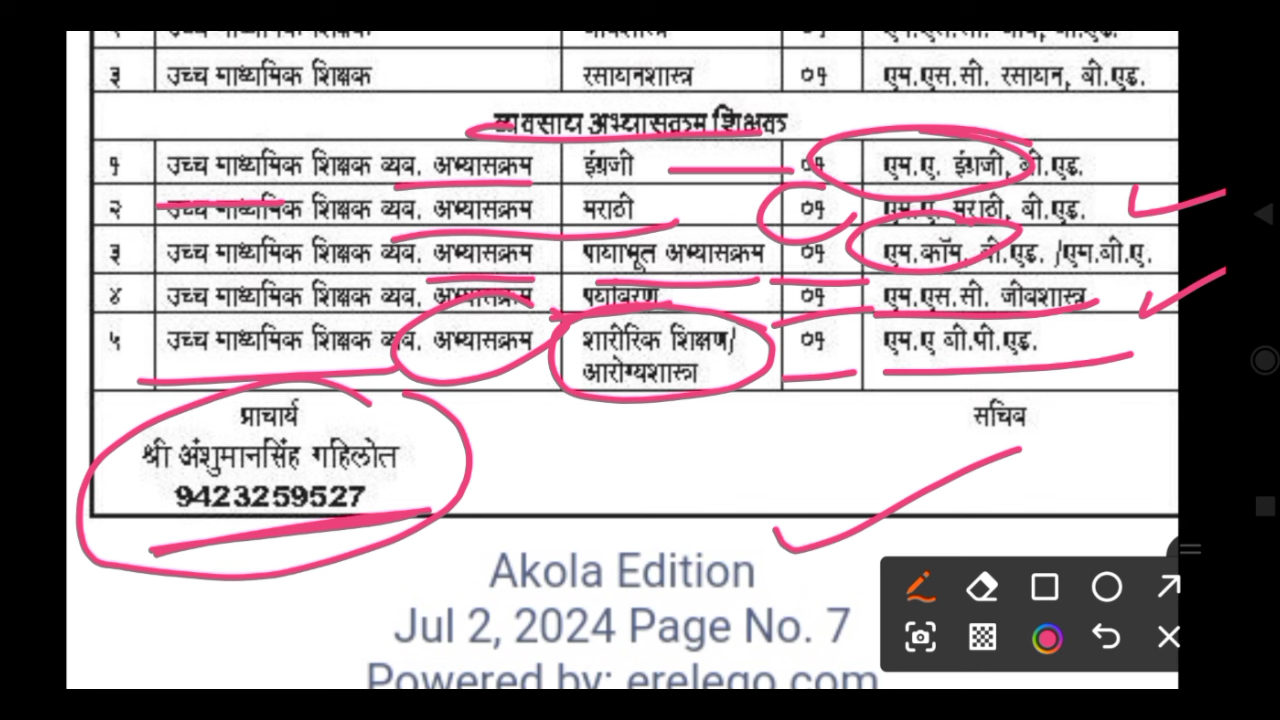 ३ उच्च माध्यमिक शिक्षक रसायनशास्त्र ०१ एम.एस.सी. रसायन, बी.एड.
व्यवसाय अभ्यासक्रम शिक्षक
१ उच्च माध्यमिक शिक्षक व्यव. अभ्यासक्रम इंग्रजी ०१ एम.ए. इंग्रजी, बी.एड.
२ उच्च माध्यमिक शिक्षक व्यव. अभ्यासक्रम मराठी ०१ एम.ए. मराठी, बी.एड.
३ उच्च माध्यमिक शिक्षक व्यव. अभ्यासक्रम पायाभूत अभ्यासक्रम ०१ एम.कॉम. बी.एड. /एम.बी.ए.
४ उच्च माध्यमिक शिक्षक व्यव. अभ्यासक्रम पर्यावरण ०१ एम.एस.सी. जीवशास्त्र
५ उच्च माध्यमिक शिक्षक व्यव. अभ्यासक्रम शारीरिक शिक्षण/ ०१ एम.ए बी.पी.एड.
आरोग्यशास्त्रा
प्राचार्य सचिव
श्री अंशुमानसिंह गहिलोत
9423259527
Akola Edition
Jul 2, 2024 Page No. 7
Powered by: erelego.com